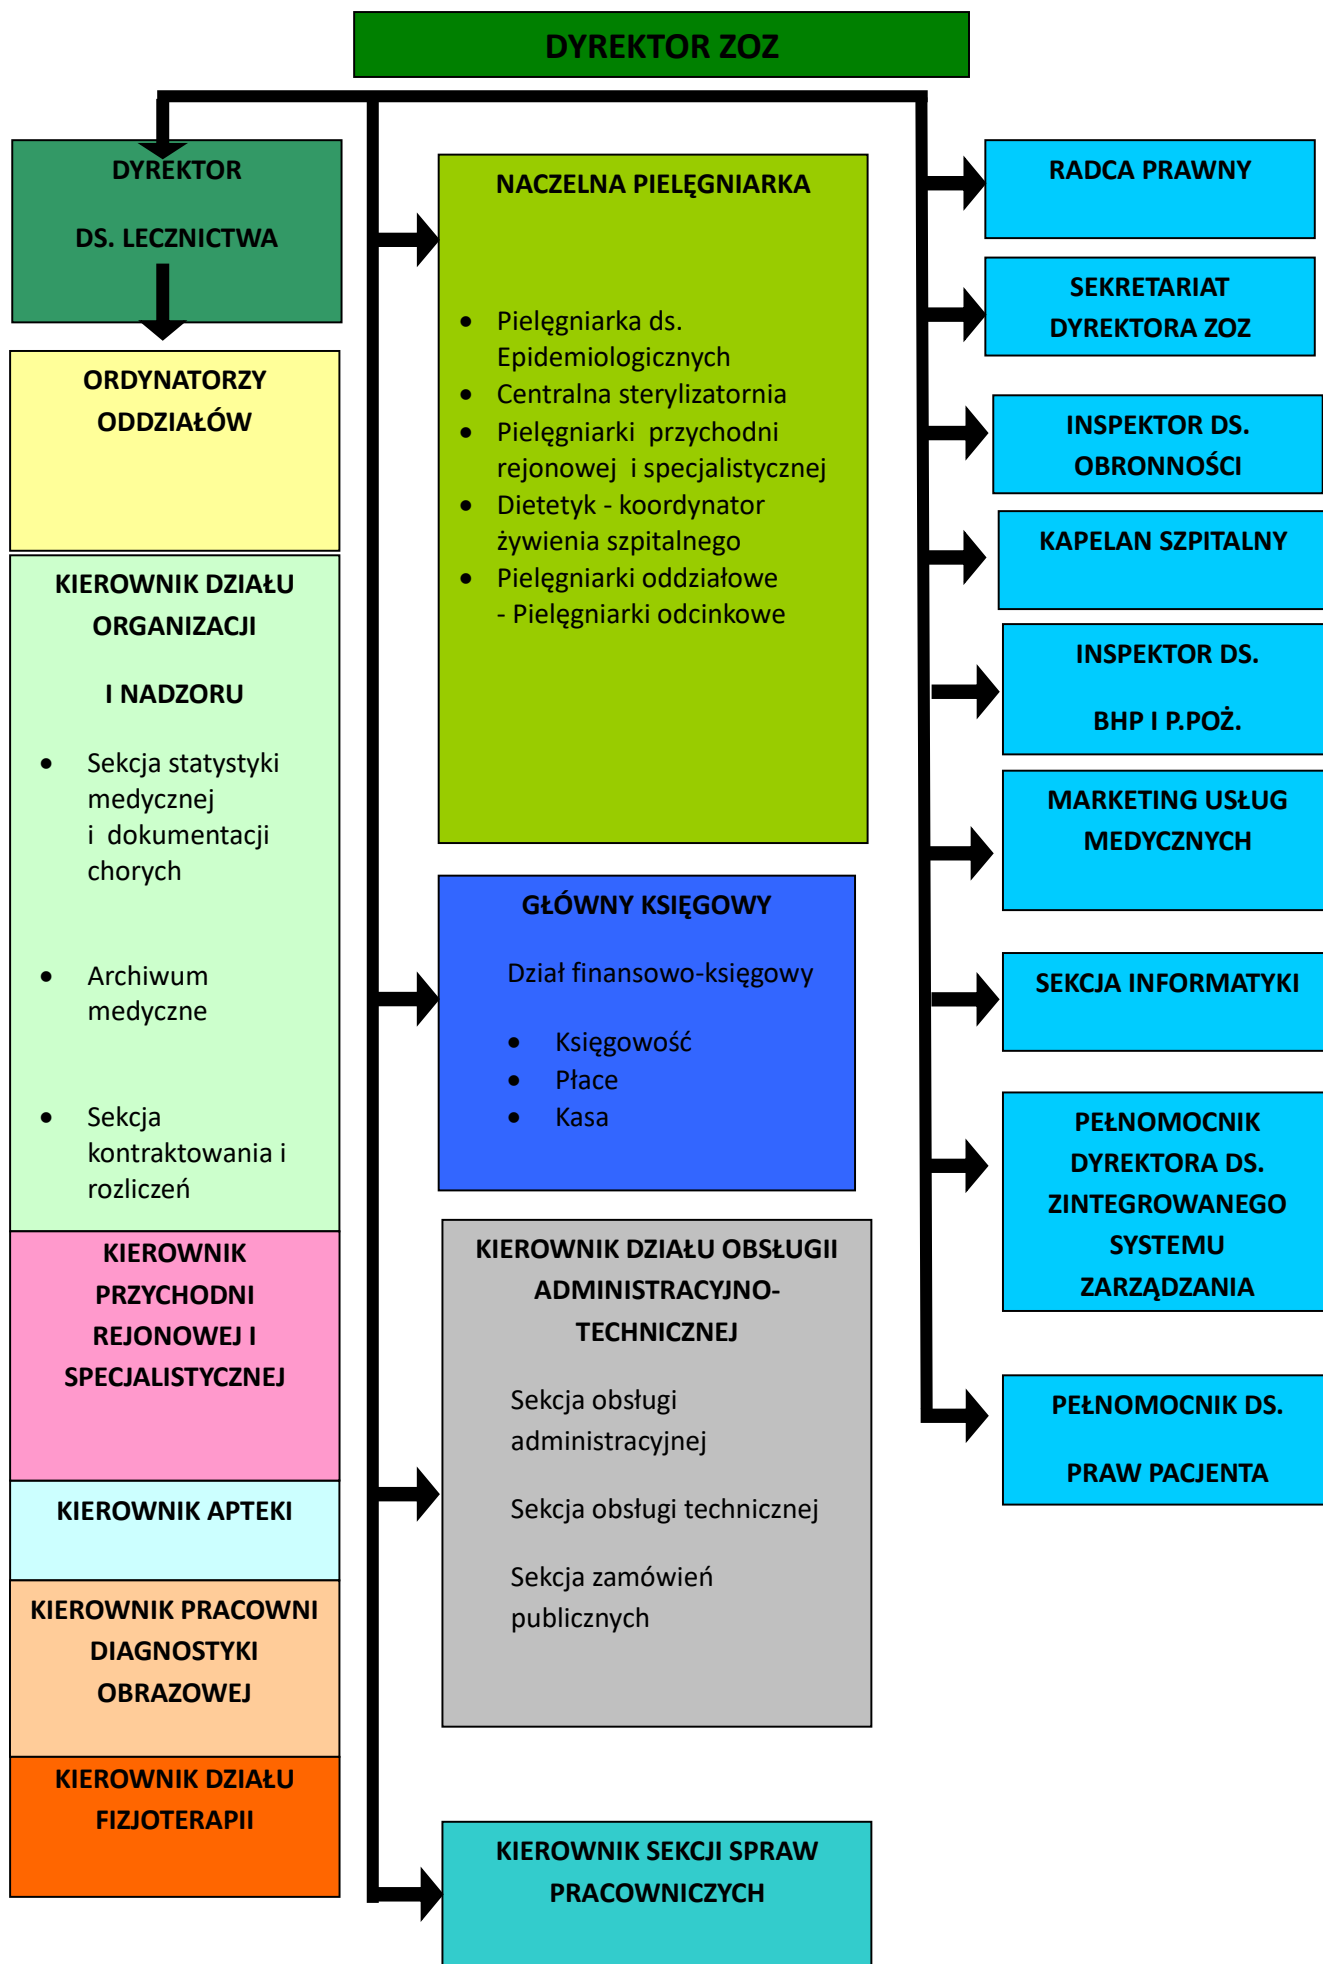 DYREKTOR ZOZ
DYREKTOR
DS. LECZNICTWA
ORDYNATORZY
ODDZIAŁÓW
KIEROWNIK DZIAŁU
ORGANIZACJI
I NADZORU
• Sekcja statystyki
medycznej
i dokumentacji
chorych
• Archiwum
medyczne
• Sekcja
kontraktowania i
rozliczeń
KIEROWNIK
PRZYCHODNI
REJONOWEJ I
SPECJALISTYCZNEJ
KIEROWNIK APTEKI
KIEROWNIK PRACOWNI
DIAGNOSTYKI
OBRAZOWEJ
KIEROWNIK DZIAŁU
FIZJOTERAPII
NACZELNA PIELĘGNIARKA
• Pielęgniarka ds.
Epidemiologicznych
• Centralna sterylizatornia
• Pielęgniarki przychodni
rejonowej i specjalistycznej
• Dietetyk - koordynator
żywienia szpitalnego
• Pielęgniarki oddziałowe
- Pielęgniarki odcinkowe
GŁÓWNY KSIĘGOWY
Dział finansowo-księgowy
• Księgowość
• Płace
• Kasa
KIEROWNIK DZIAŁU OBSŁUGII
ADMINISTRACYJNO-
TECHNICZNEJ
Sekcja obsługi
administracyjnej
Sekcja obsługi technicznej
Sekcja zamówień
publicznych
KIEROWNIK SEKCJI SPRAW
PRACOWNICZYCH
RADCA PRAWNY
SEKRETARIAT
DYREKTORA ZOZ
INSPEKTOR DS.
OBRONNOŚCI
KAPELAN SZPITALNY
INSPEKTOR DS.
BHP I P.POŻ.
MARKETING USŁUG
MEDYCZNYCH
SEKCJA INFORMATYKI
PEŁNOMOCNIK
DYREKTORA DS.
ZINTEGROWANEGO
SYSTEMU
ZARZĄDZANIA
PEŁNOMOCNIK DS.
PRAW PACJENTA